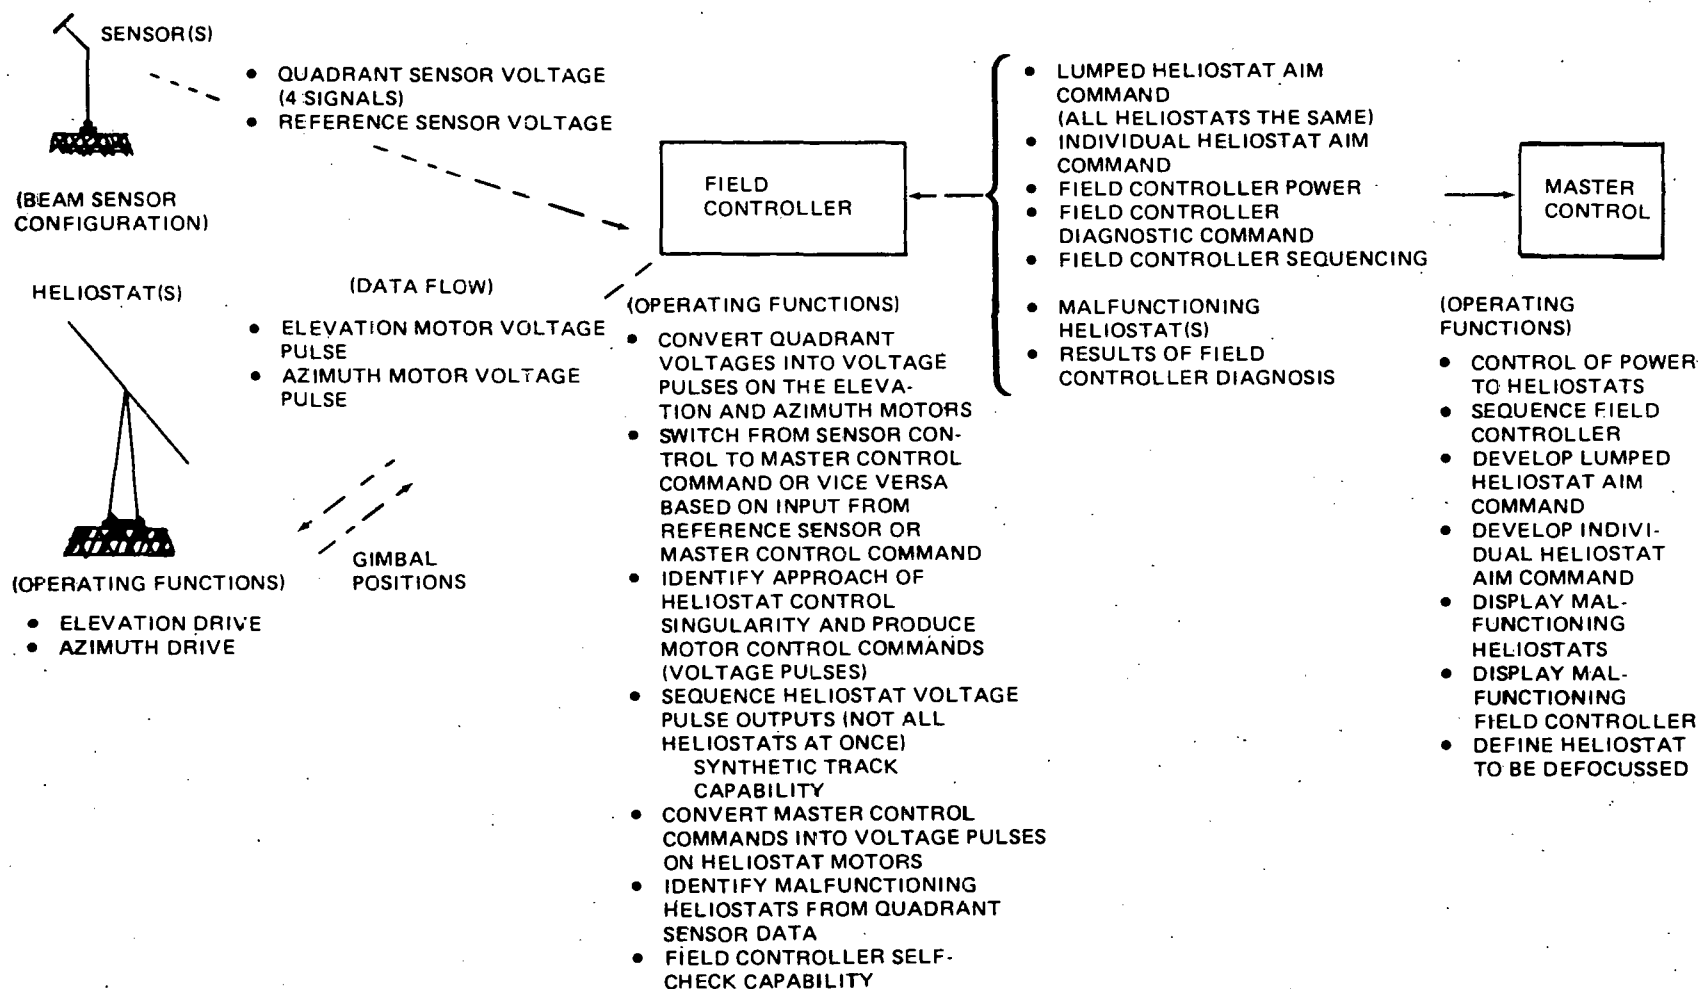 SENSOR(S)
• QUADRANT SENSOR VOLTAGE
(4 SIGNALS)
• REFERENCE SENSOR VOLTAGE
(BEAM SENSOR
CONFIGURATION)
HELIOSTAT(S)
(DATA FLOW)
• ELEVATION MOTOR VOLTAGE
PULSE
• AZIMUTH MOTOR VOLTAGE
PULSE
GIMBAL
POSITIONS
(OPERATING FUNCTIONS)
• ELEVATION DRIVE
• AZIMUTH DRIVE
FIELD
CONTROLLER
(OPERATING FUNCTIONS)
• CONVERT QUADRANT
VOLTAGES INTO VOLTAGE
PULSES ON THE ELEVA-
TION AND AZIMUTH MOTORS
• SWITCH FROM SENSOR CON-
TROL TO MASTER CONTROL
COMMAND OR VICE VERSA
BASED ON INPUT FROM
REFERENCE SENSOR OR
MASTER CONTROL COMMAND
• IDENTIFY APPROACH OF
HELIOSTAT CONTROL
SINGULARITY AND PRODUCE
MOTOR CONTROL COMMANDS
(VOLTAGE PULSES)
• SEQUENCE HELIOSTAT VOLTAGE
PULSE OUTPUTS (NOT ALL
HELIOSTATS AT ONCE)
SYNTHETIC TRACK
CAPABILITY
• CONVERT MASTER CONTROL
COMMANDS INTO VOLTAGE PULSES
ON HELIOSTAT MOTORS
• IDENTIFY MALFUNCTIONING
HELIOSTATS FROM QUADRANT
SENSOR DATA
• FIELD CONTROLLER SELF-
CHECK CAPABILITY
• LUMPED HELIOSTAT AIM
COMMAND
(ALL HELIOSTATS THE SAME)
• INDIVIDUAL HELIOSTAT AIM
COMMAND
• FIELD CONTROLLER POWER
• FIELD CONTROLLER
DIAGNOSTIC COMMAND
• FIELD CONTROLLER SEQUENCING
• MALFUNCTIONING
HELIOSTAT(S)
• RESULTS OF FIELD
CONTROLLER DIAGNOSIS
MASTER
CONTROL
(OPERATING
FUNCTIONS)
• CONTROL OF POWER
TO HELIOSTATS
• SEQUENCE FIELD
CONTROLLER
• DEVELOP LUMPED
HELIOSTAT AIM
COMMAND
• DEVELOP INDIVI-
DUAL HELIOSTAT
AIM COMMAND
• DISPLAY MAL-
FUNCTIONING
HELIOSTATS
• DISPLAY MAL-
FUNCTIONING
FIELD CONTROLLER
• DEFINE HELIOSTAT
TO BE DEFOCUSSED